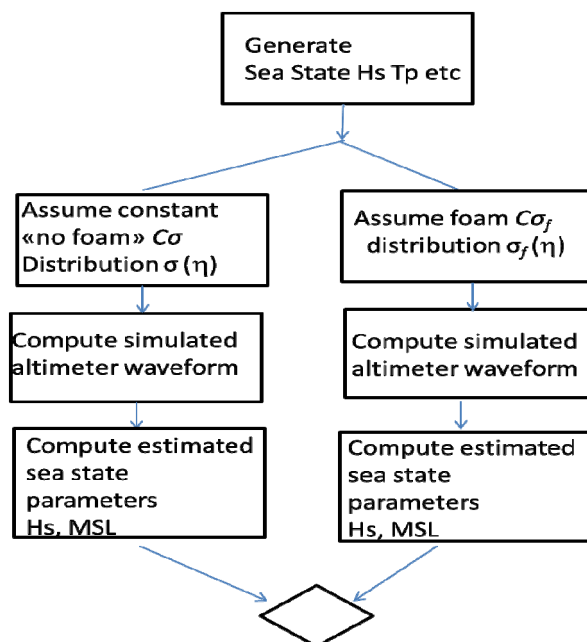 Generate
Sea State Hs Tp etc
Assume constant
«no foam» Cσ
Distribution σ (η)
Assume foam Cσf
distribution σf(η)
Compute simulated
altimeter waveform
Compute simulated
altimeter waveform
Compute estimated
sea state
parameters
Hs, MSL
Compute estimated
sea state
parameters
Hs, MSL